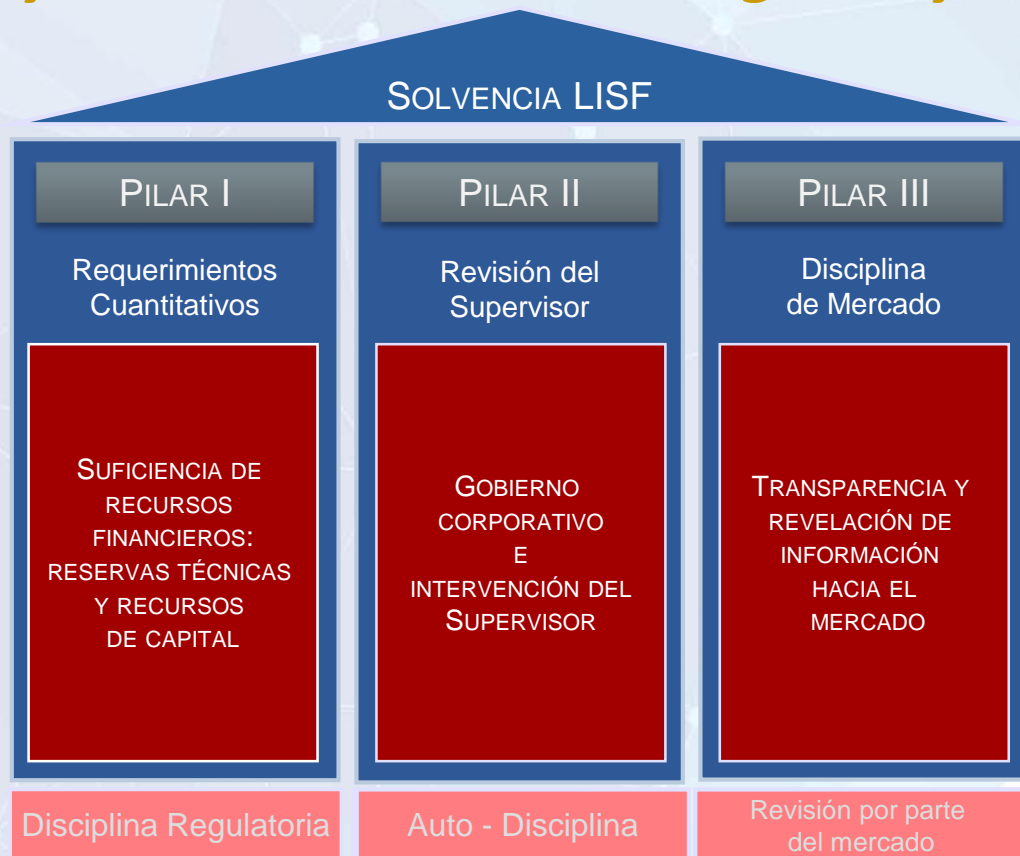 SOLVENCIA LISF
PILAR I
Requerimientos
Cuantitativos
SUFICIENCIA DE
RECURSOS
FINANCIEROS:
RESERVAS TÉCNICAS
Y RECURSOS
DE CAPITAL
Disciplina Regulatoria
PILAR II
Revisión del
Supervisor
GOBIERNO
CORPORATIVO
E
INTERVENCIÓN DEL
SUPERVISOR
Auto - Disciplina
PILAR III
Disciplina
de Mercado
TRANSPARENCIA Y
REVELACIÓN DE
INFORMACIÓN
HACIA EL
MERCADO
Revisión por parte
del mercado